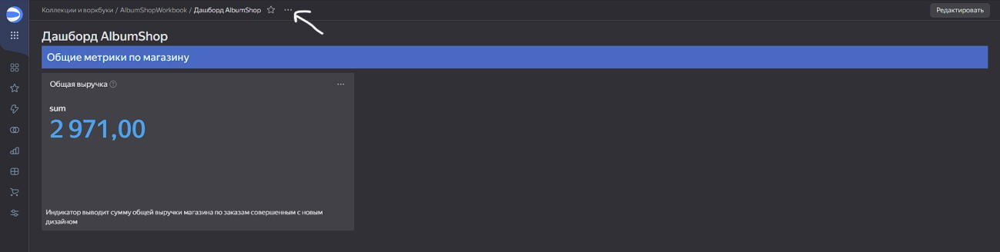 Коллекции и воркбуки / AlbumShopWorkbook / Дашборд AlbumShop
Редактировать
Дашборд AlbumShop
Общие метрики по магазину
Общая выручка
sum
2 971,00
Индикатор выводит сумму общей выручки магазина по заказам совершенным с новым
дизайном